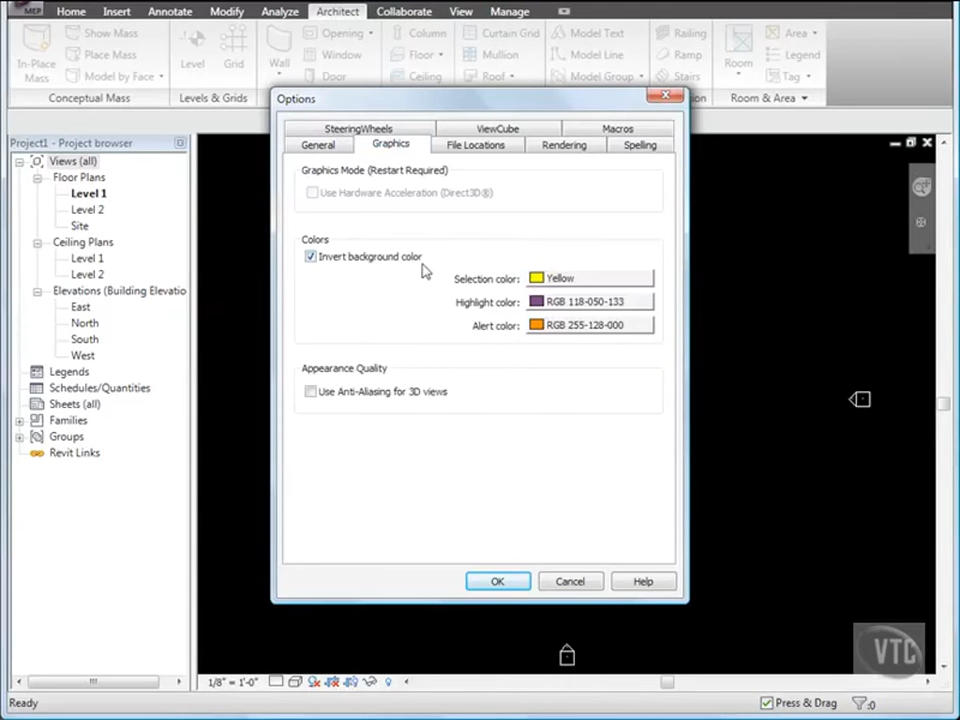 MEP
Home Insert Annotate Modify Analyze Architect Collaborate View Manage
Show Mass
Place Mass
Model by Face
In-Place
Mass
Conceptual Mass
Level
Grid
Levels & Grids
Wall
Opening
Window
Door
Column
Floor
Ceiling
Curtain Grid
Mullion
Roof
Model Text
Model Line
Model Group
Railing
Ramp
Stairs
Room
Area
Legend
Tag
Room & Area
Project1 - Project browser
Views (all)
Floor Plans
Level 1
Level 2
Site
Ceiling Plans
Level 1
Level 2
Elevations (Building Elevatio
East
North
South
West
Legends
Schedules/Quantities
Sheets (all)
Families
Groups
Revit Links
Options
SteeringWheels ViewCube Macros
General Graphics File Locations Rendering Spelling
Graphics Mode (Restart Required)
Use Hardware Acceleration (Direct3D®)
Colors
Invert background color
Selection color: Yellow
Highlight color: RGB 118-050-133
Alert color: RGB 255-128-000
Appearance Quality
Use Anti-Aliasing for 3D views
OK Cancel Help
VTC
1/8" = 1'-0"
Ready
Press & Drag
:0